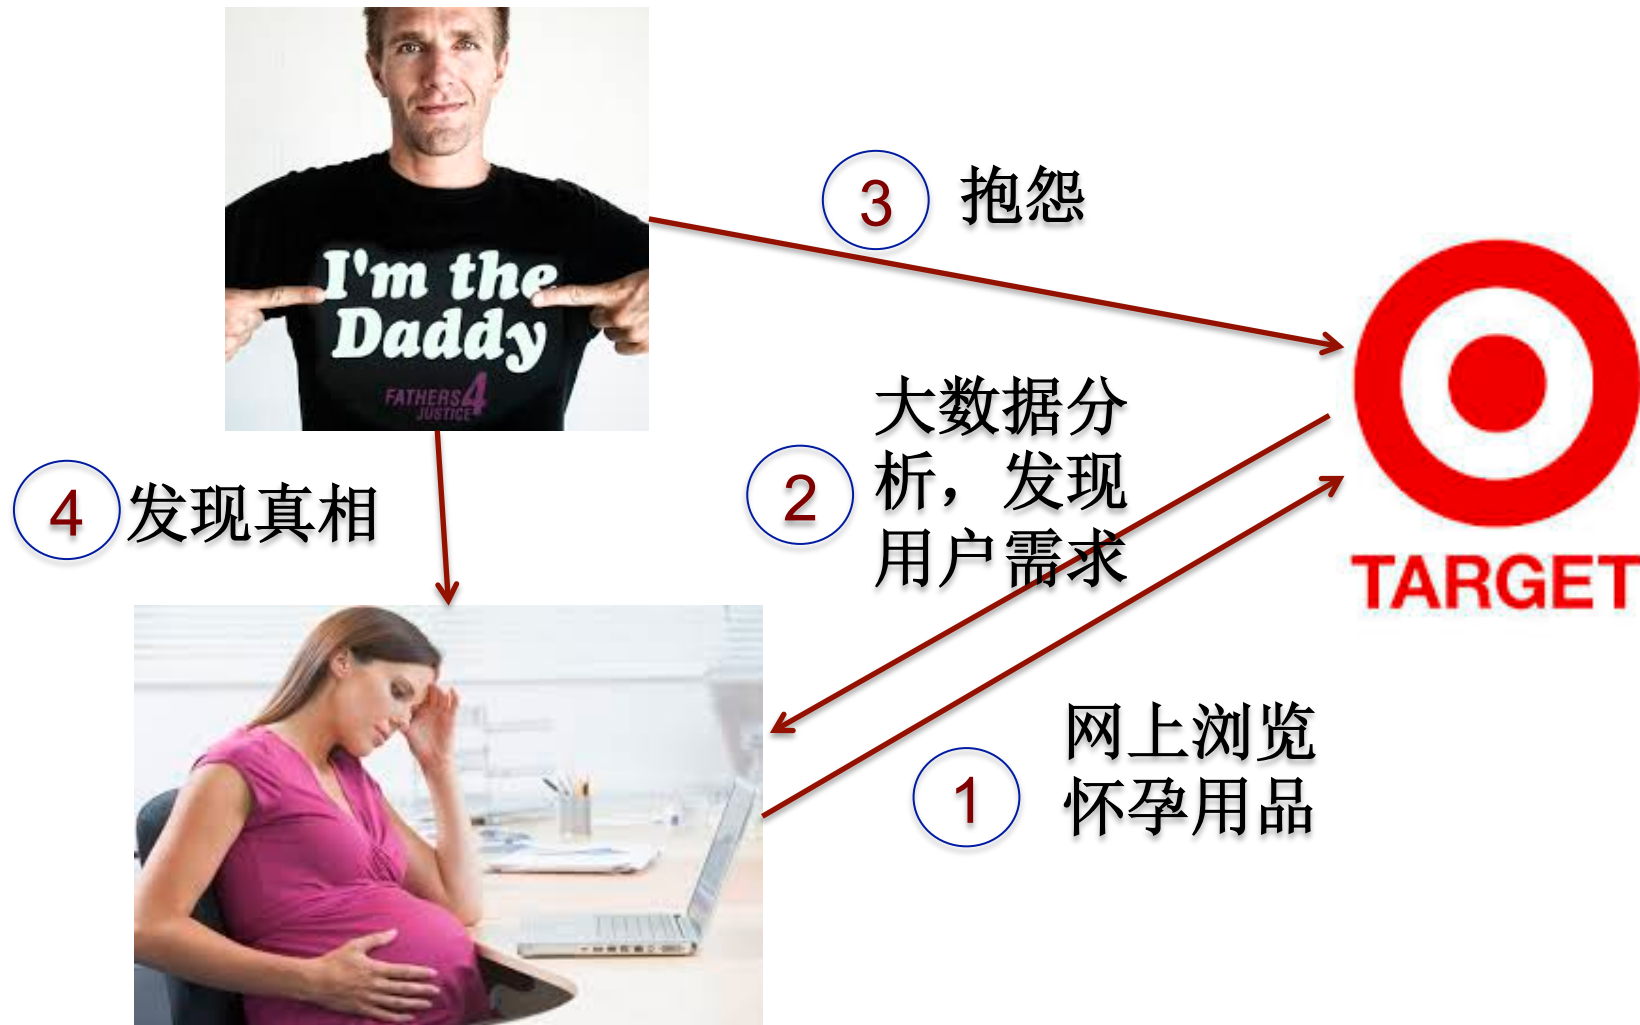 I'm the
Daddy
FATHERS4
JUSTICE
3
抱怨
TARGET
2
大数据分
析，发现
用户需求
4
发现真相
1
网上浏览
怀孕用品